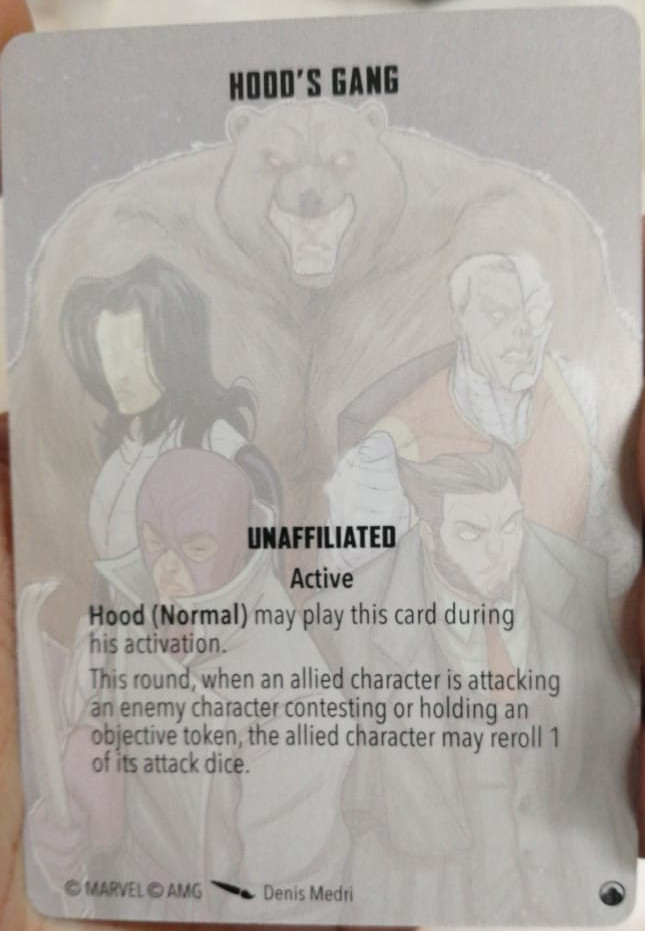 HOOD'S GANG
UNAFFILIATED
Active
Hood (Normal) may play this card during
his activation.
This round, when an allied character is attacking
an enemy character contesting or holding an
objective token, the allied character may reroll 1
of its attack dice.
© MARVEL © AMG Denis Medri